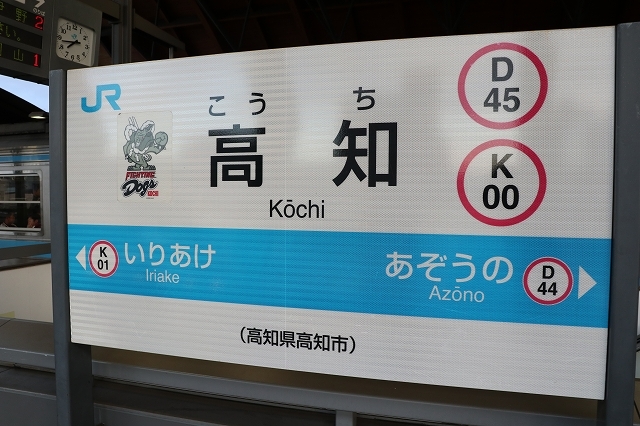 JR
FIGHTING
Dogs
KOCHI
こうち
高知
Kōchi
D
45
K
00
K
01
いりあけ
Iriake
あぞうの
Azōno
D
44
(高知県高知市)